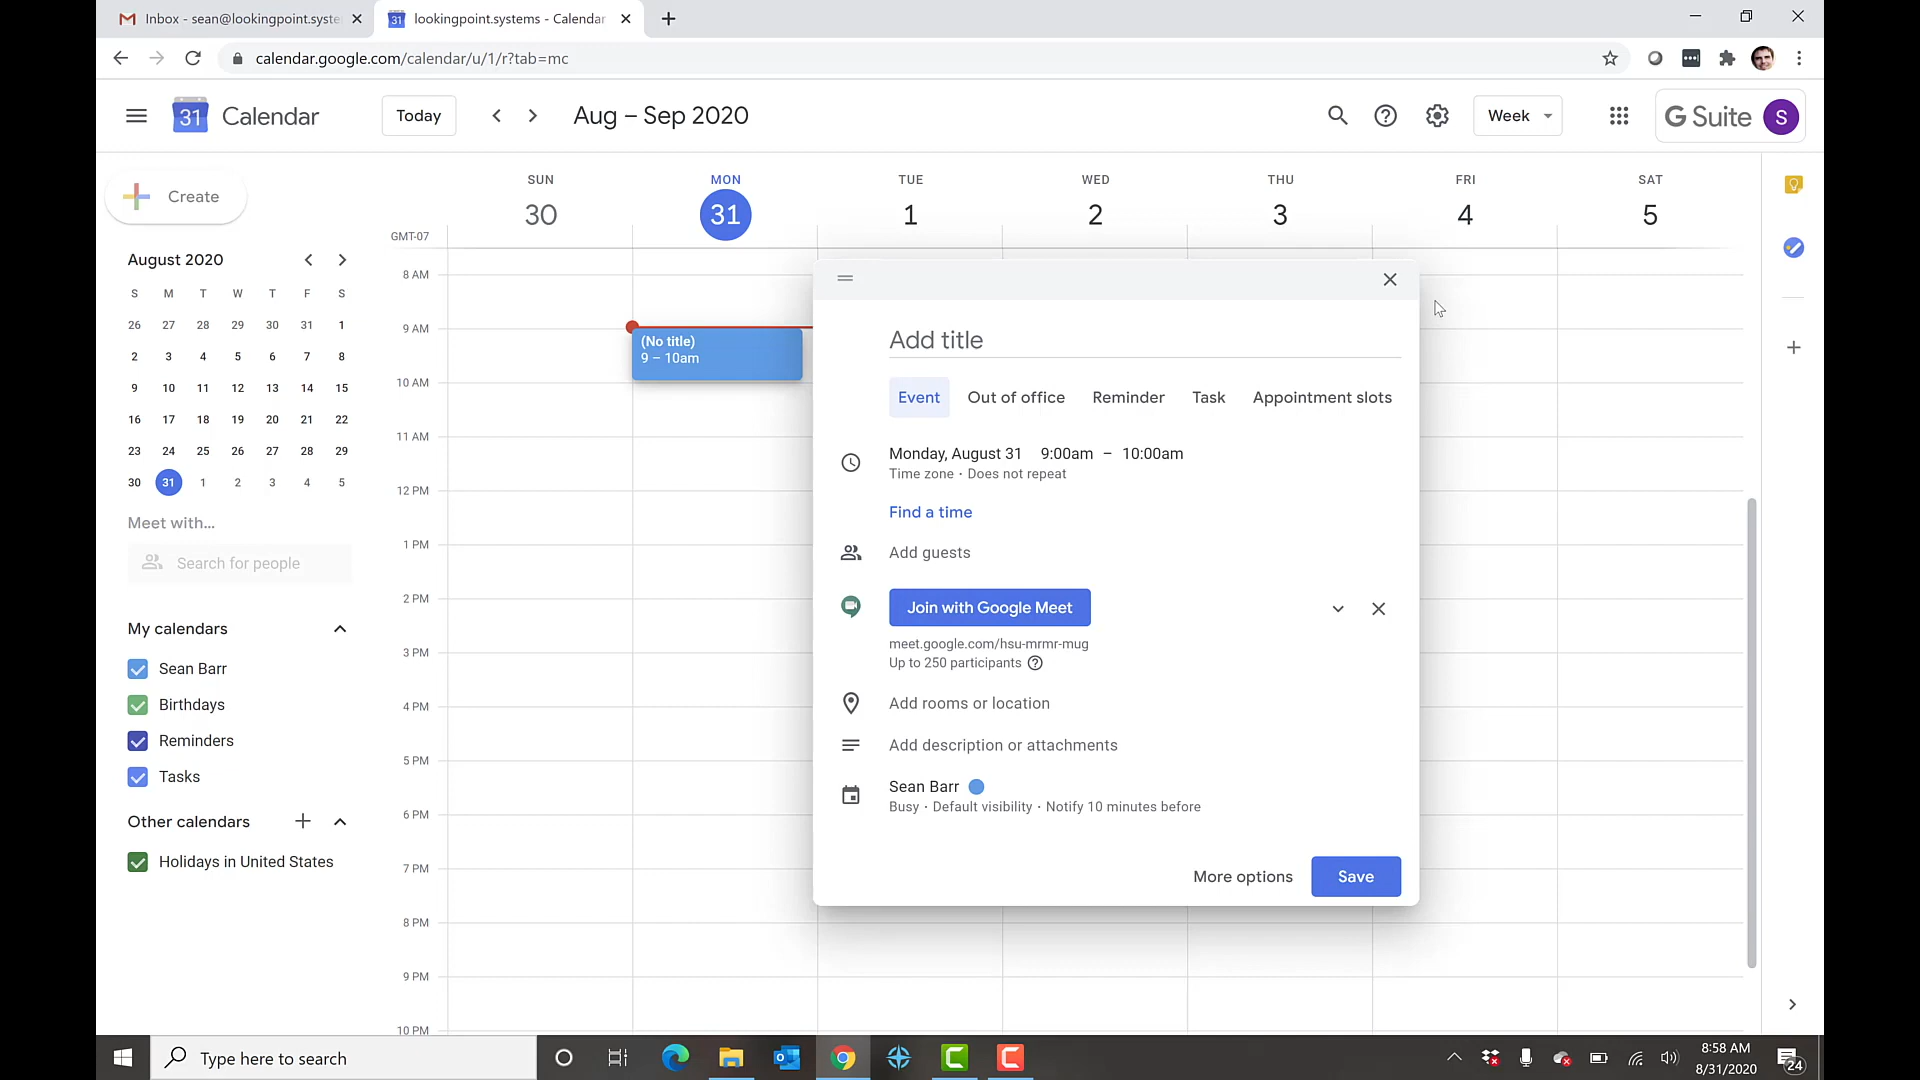 Inbox - sean@lookingpoint.syste
lookingpoint.systems - Calendar
calendar.google.com/calendar/u/1/r?tab=mc
31
Calendar
Today
Aug – Sep 2020
Week
G Suite
S
Create
SUN
MON
TUE
WED
THU
FRI
SAT
30
31
1
2
3
4
5
GMT-07
August 2020
S M T W T F S
26 27 28 29 30 31 1
2 3 4 5 6 7 8
9 10 11 12 13 14 15
16 17 18 19 20 21 22
23 24 25 26 27 28 29
30 31 1 2 3 4 5
Meet with...
Search for people
My calendars
Sean Barr
Birthdays
Reminders
Tasks
Other calendars
Holidays in United States
8 AM
9 AM
10 AM
11 AM
12 PM
1 PM
2 PM
3 PM
4 PM
5 PM
6 PM
7 PM
8 PM
9 PM
10 PM
(No title)
9 – 10am
Add title
Event
Out of office
Reminder
Task
Appointment slots
Monday, August 31 9:00am – 10:00am
Time zone · Does not repeat
Find a time
Add guests
Join with Google Meet
meet.google.com/hsu-mrmr-mug
Up to 250 participants
Add rooms or location
Add description or attachments
Sean Barr
Busy · Default visibility · Notify 10 minutes before
More options
Save
Type here to search
8:58 AM
8/31/2020
24